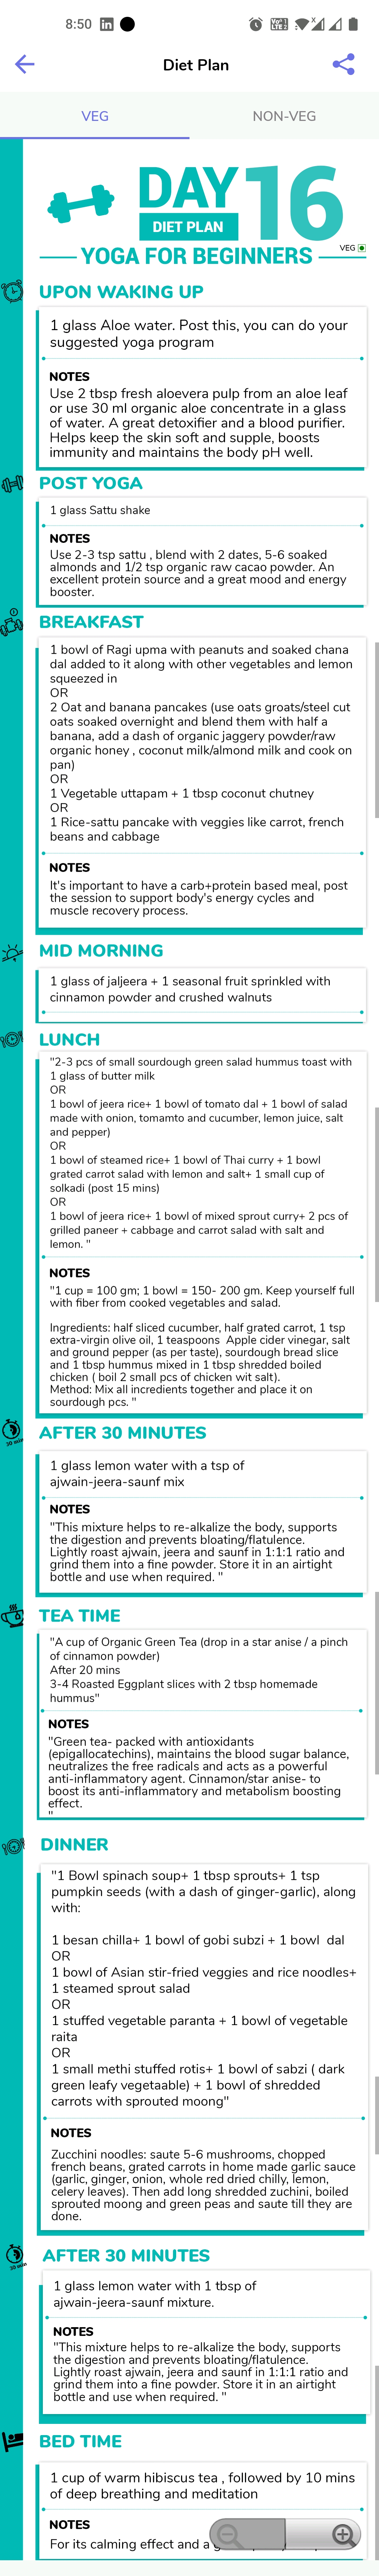 8:50
Diet Plan
VEG
NON-VEG
DAY 16
DIET PLAN
VEG
YOGA FOR BEGINNERS
UPON WAKING UP
1 glass Aloe water. Post this, you can do your
suggested yoga program
NOTES
Use 2 tbsp fresh aloevera pulp from an aloe leaf
or use 30 ml organic aloe concentrate in a glass
of water. A great detoxifier and a blood purifier.
Helps keep the skin soft and supple, boosts
immunity and maintains the body pH well.
POST YOGA
1 glass Sattu shake
NOTES
Use 2-3 tsp sattu , blend with 2 dates, 5-6 soaked
almonds and 1/2 tsp organic raw cacao powder. An
excellent protein source and a great mood and energy
booster.
BREAKFAST
1 bowl of Ragi upma with peanuts and soaked chana
dal added to it along with other vegetables and lemon
squeezed in
OR
2 Oat and banana pancakes (use oats groats/steel cut
oats soaked overnight and blend them with half a
banana, add a dash of organic jaggery powder/raw
organic honey , coconut milk/almond milk and cook on
pan)
OR
1 Vegetable uttapam + 1 tbsp coconut chutney
OR
1 Rice-sattu pancake with veggies like carrot, french
beans and cabbage
NOTES
It's important to have a carb+protein based meal, post
the session to support body's energy cycles and
muscle recovery process.
MID MORNING
1 glass of jaljeera + 1 seasonal fruit sprinkled with
cinnamon powder and crushed walnuts
LUNCH
"2-3 pcs of small sourdough green salad hummus toast with
1 glass of butter milk
OR
1 bowl of jeera rice+ 1 bowl of tomato dal + 1 bowl of salad
made with onion, tomamto and cucumber, lemon juice, salt
and pepper)
OR
1 bowl of steamed rice+ 1 bowl of Thai curry + 1 bowl
grated carrot salad with lemon and salt+ 1 small cup of
solkadi (post 15 mins)
OR
1 bowl of jeera rice+ 1 bowl of mixed sprout curry+ 2 pcs of
grilled paneer + cabbage and carrot salad with salt and
lemon. "
NOTES
"1 cup = 100 gm; 1 bowl = 150- 200 gm. Keep yourself full
with fiber from cooked vegetables and salad.
Ingredients: half sliced cucumber, half grated carrot, 1 tsp
extra-virgin olive oil, 1 teaspoons  Apple cider vinegar, salt
and ground pepper (as per taste), sourdough bread slice
and 1 tbsp hummus mixed in 1 tbsp shredded boiled
chicken ( boil 2 small pcs of chicken wit salt).
Method: Mix all incredients together and place it on
sourdough pcs. "
30 min
AFTER 30 MINUTES
1 glass lemon water with a tsp of
ajwain-jeera-saunf mix
NOTES
"This mixture helps to re-alkalize the body, supports
the digestion and prevents bloating/flatulence.
Lightly roast ajwain, jeera and saunf in 1:1:1 ratio and
grind them into a fine powder. Store it in an airtight
bottle and use when required. "
TEA TIME
"A cup of Organic Green Tea (drop in a star anise / a pinch
of cinnamon powder)
After 20 mins
3-4 Roasted Eggplant slices with 2 tbsp homemade
hummus"
NOTES
"Green tea- packed with antioxidants
(epigallocatechins), maintains the blood sugar balance,
neutralizes the free radicals and acts as a powerful
anti-inflammatory agent. Cinnamon/star anise- to
boost its anti-inflammatory and metabolism boosting
effect.
"
DINNER
"1 Bowl spinach soup+ 1 tbsp sprouts+ 1 tsp
pumpkin seeds (with a dash of ginger-garlic), along
with:
1 besan chilla+ 1 bowl of gobi subzi + 1 bowl  dal
OR
1 bowl of Asian stir-fried veggies and rice noodles+
1 steamed sprout salad
OR
1 stuffed vegetable paranta + 1 bowl of vegetable
raita
OR
1 small methi stuffed rotis+ 1 bowl of sabzi ( dark
green leafy vegetaable) + 1 bowl of shredded
carrots with sprouted moong"
NOTES
Zucchini noodles: saute 5-6 mushrooms, chopped
french beans, grated carrots in home made garlic sauce
(garlic, ginger, onion, whole red dried chilly, lemon,
celery leaves). Then add long shredded zuchini, boiled
sprouted moong and green peas and saute till they are
done.
30 min
AFTER 30 MINUTES
1 glass lemon water with 1 tbsp of
ajwain-jeera-saunf mixture.
NOTES
"This mixture helps to re-alkalize the body, supports
the digestion and prevents bloating/flatulence.
Lightly roast ajwain, jeera and saunf in 1:1:1 ratio and
grind them into a fine powder. Store it in an airtight
bottle and use when required. "
BED TIME
1 cup of warm hibiscus tea , followed by 10 mins
of deep breathing and meditation
NOTES
For its calming effect and a